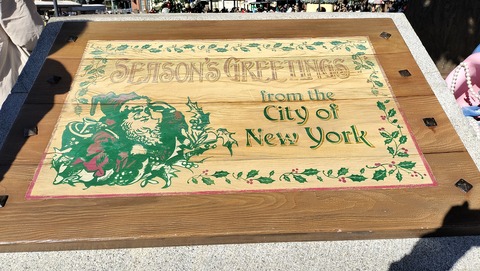 SEASON'S GREETINGS
from the
City of
New York